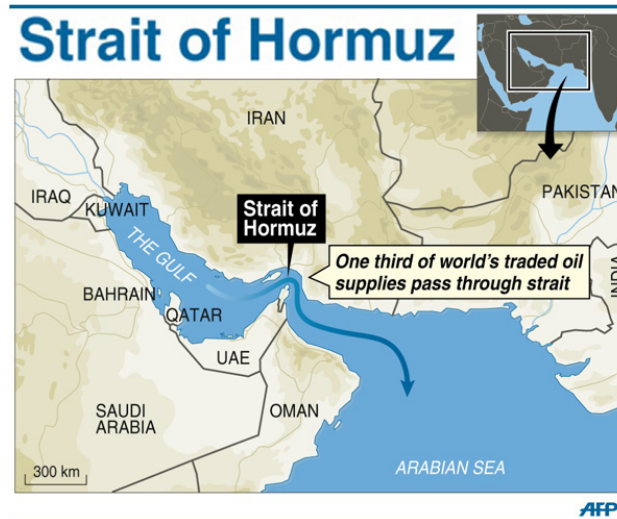 Strait of Hormuz
IRAN
PAKISTAN
IRAQ
KUWAIT
Strait of
Hormuz
THE GULF
One third of world's traded oil
supplies pass through strait
INDIA
BAHRAIN
QATAR
UAE
SAUDI
ARABIA
OMAN
300 km
ARABIAN SEA
AFP